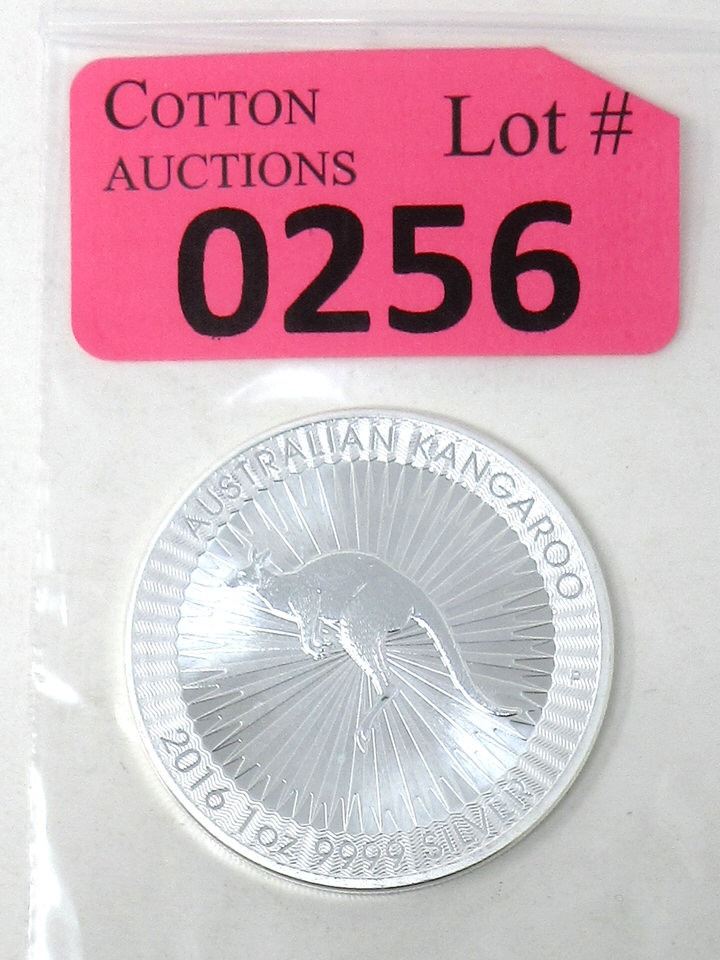 COTTON
AUCTIONS
Lot #
0256
AUSTRALIAN KANGAROO
2016 1OZ 9999 SILVER